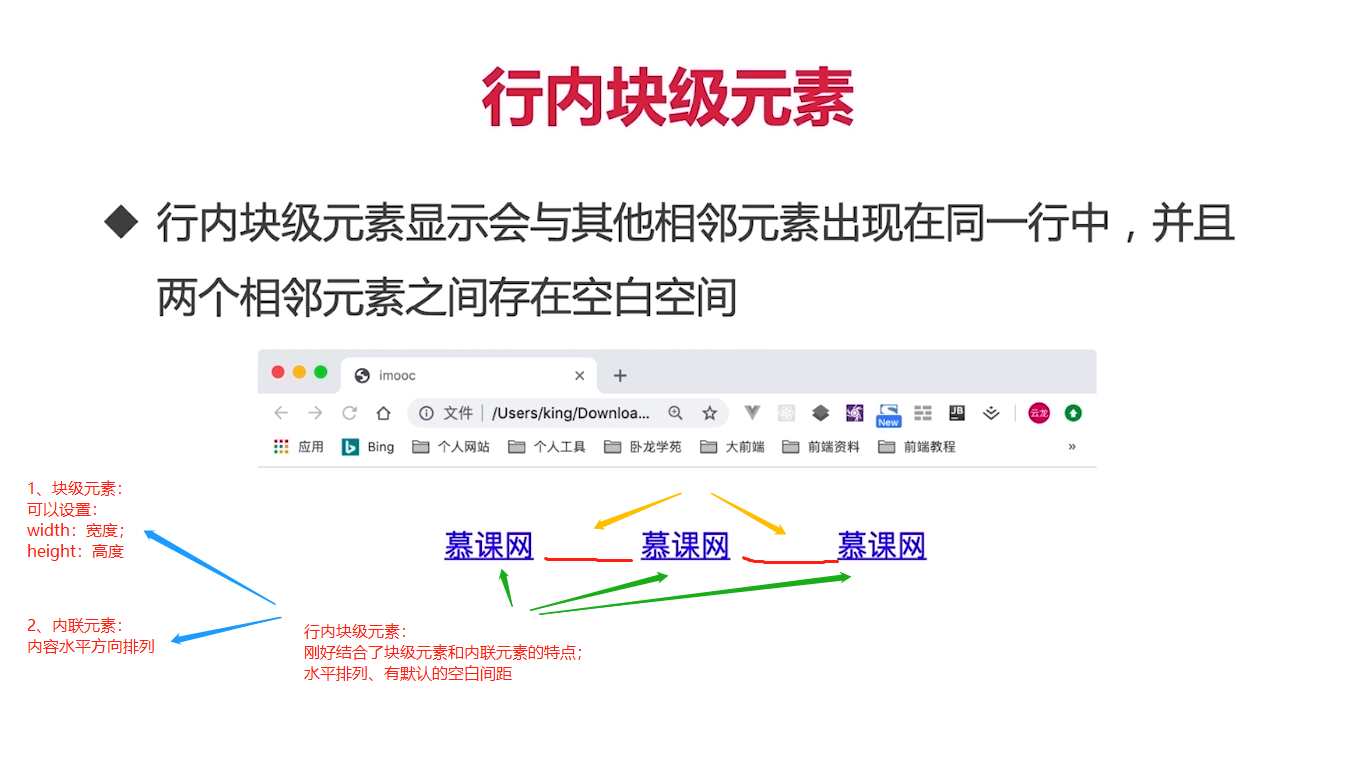 行内块级元素
行内块级元素显示会与其他相邻元素出现在同一行中，并且
两个相邻元素之间存在空白空间
imooc
文件 /Users/king/Downloa...
New
JB
云龙
应用 Bing 个人网站 个人工具 卧龙学苑 大前端 前端资料 前端教程 »
1、块级元素：
可以设置：
width：宽度；
height：高度
慕课网 慕课网 慕课网
2、内联元素：
内容水平方向排列
行内块级元素：
刚好结合了块级元素和内联元素的特点；
水平排列、有默认的空白间距